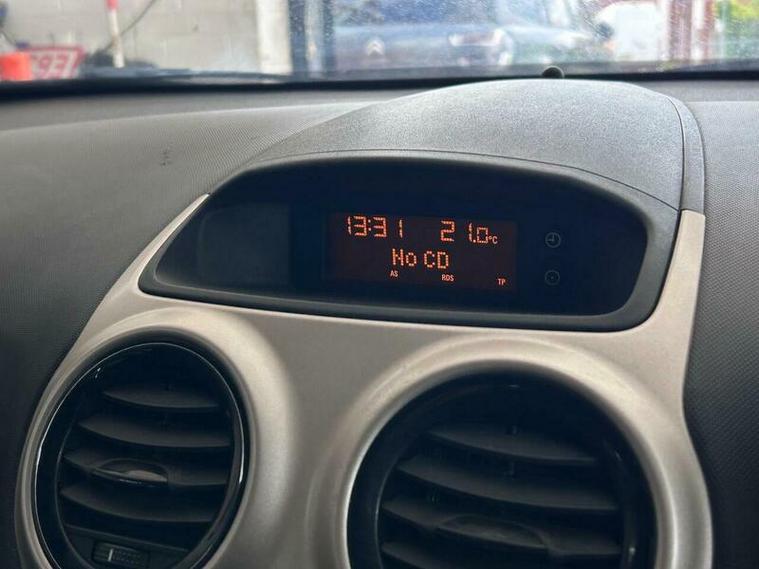 13:31 21.0°C
No CD
AS RDS TP